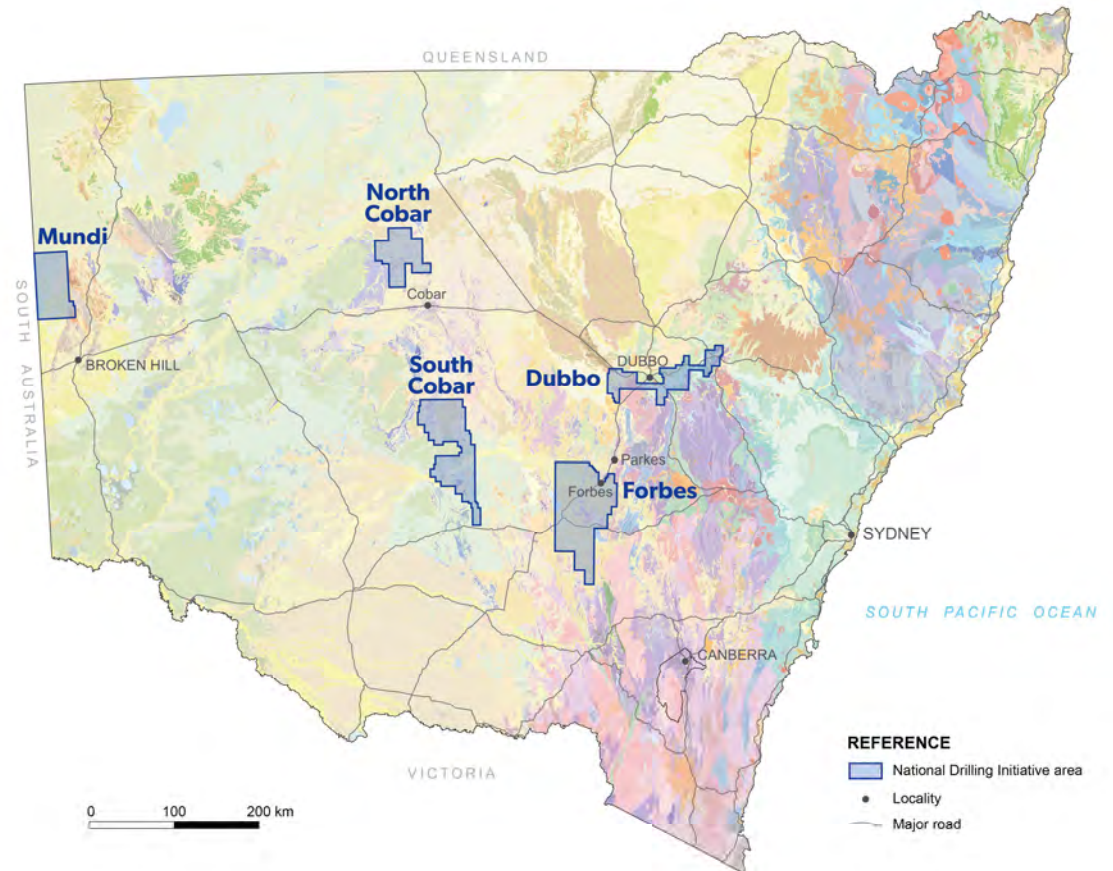 QUEENSLAND
North
Cobar
Mundi
Cobar
SOUTH AUSTRALIA
BROKEN HILL
South
Cobar
DUBBO
Dubbo
Parkes
Forbes
Forbes
SYDNEY
SOUTH PACIFIC OCEAN
CANBERRA
VICTORIA
REFERENCE
National Drilling Initiative area
Locality
Major road
0 100 200 km